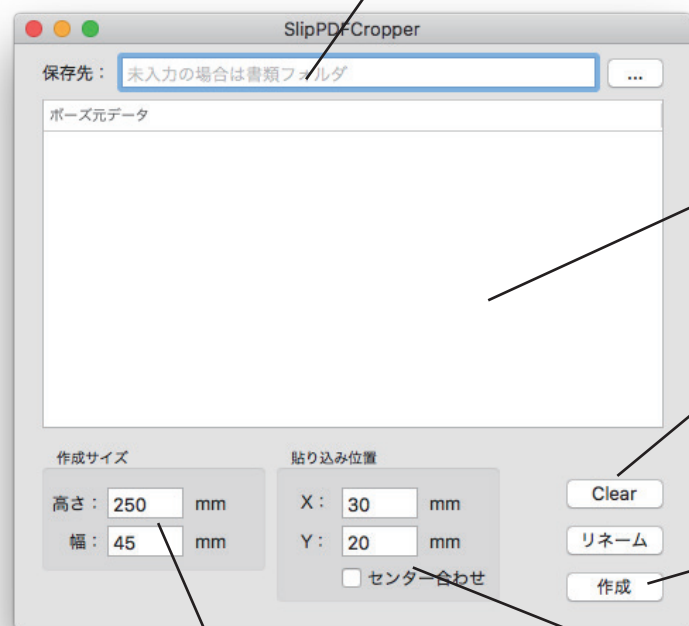 SlipPDFCropper
保存先：
未入力の場合は書類フォルダ
...
ポーズ元データ
作成サイズ
高さ： 250 mm
幅： 45 mm
貼り込み位置
X： 30 mm
Y： 20 mm
センター合わせ
Clear
リネーム
作成